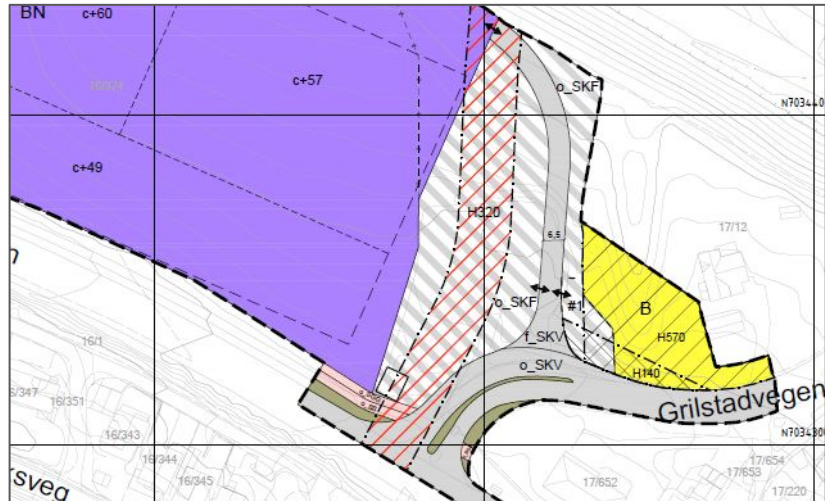 BN
c+60
c+57
o_SKF
N703440
c+49
H320
17/12
6,5
B
o_SKF
#1
H570
f_SKV
o_SKV
H140
16/1
Grilstadvegen
16/347
16/351
16/343
N7034300
16/344
16/345
17/654
17/653
17/652
17/220
ksveg